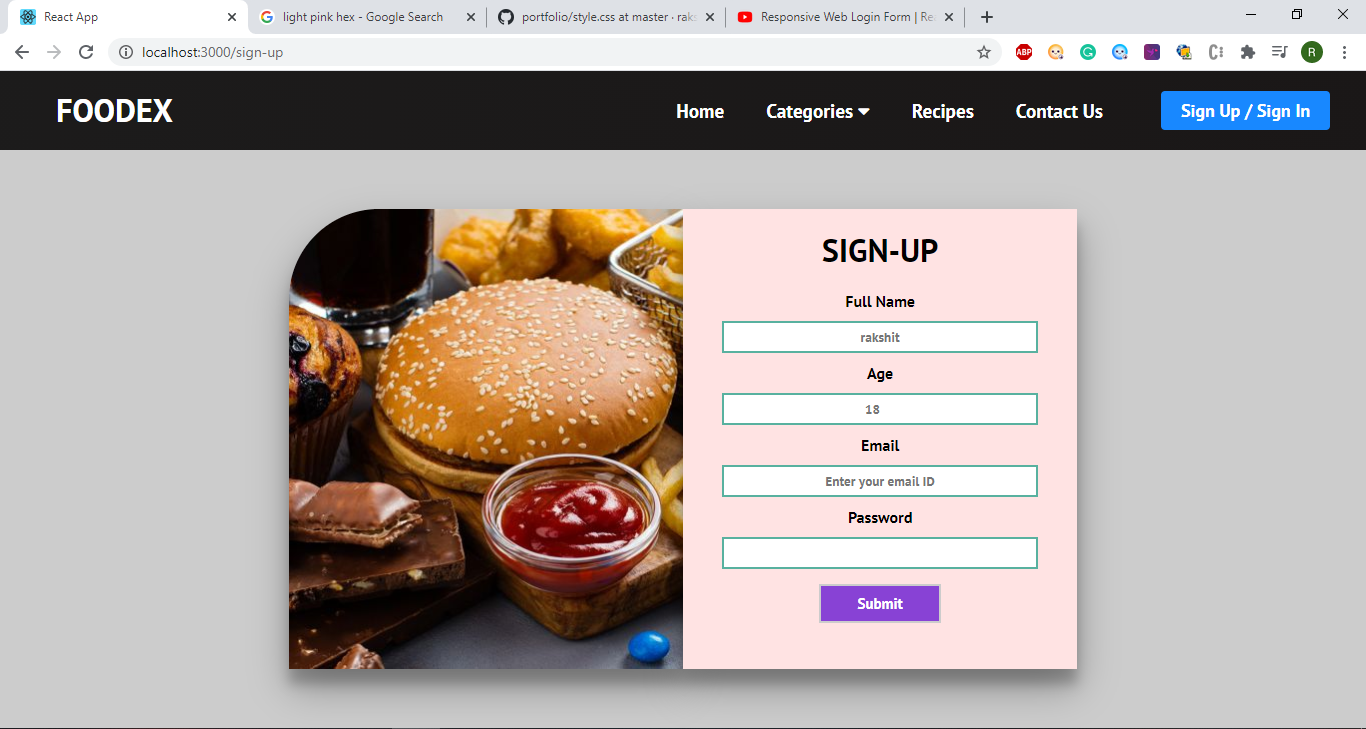 React App
light pink hex - Google Search
portfolio/style.css at master · raks
Responsive Web Login Form | Re
localhost:3000/sign-up
ABP
R
FOODEX
Home
Categories
Recipes
Contact Us
Sign Up / Sign In
SIGN-UP
Full Name
rakshit
Age
18
Email
Enter your email ID
Password
Submit